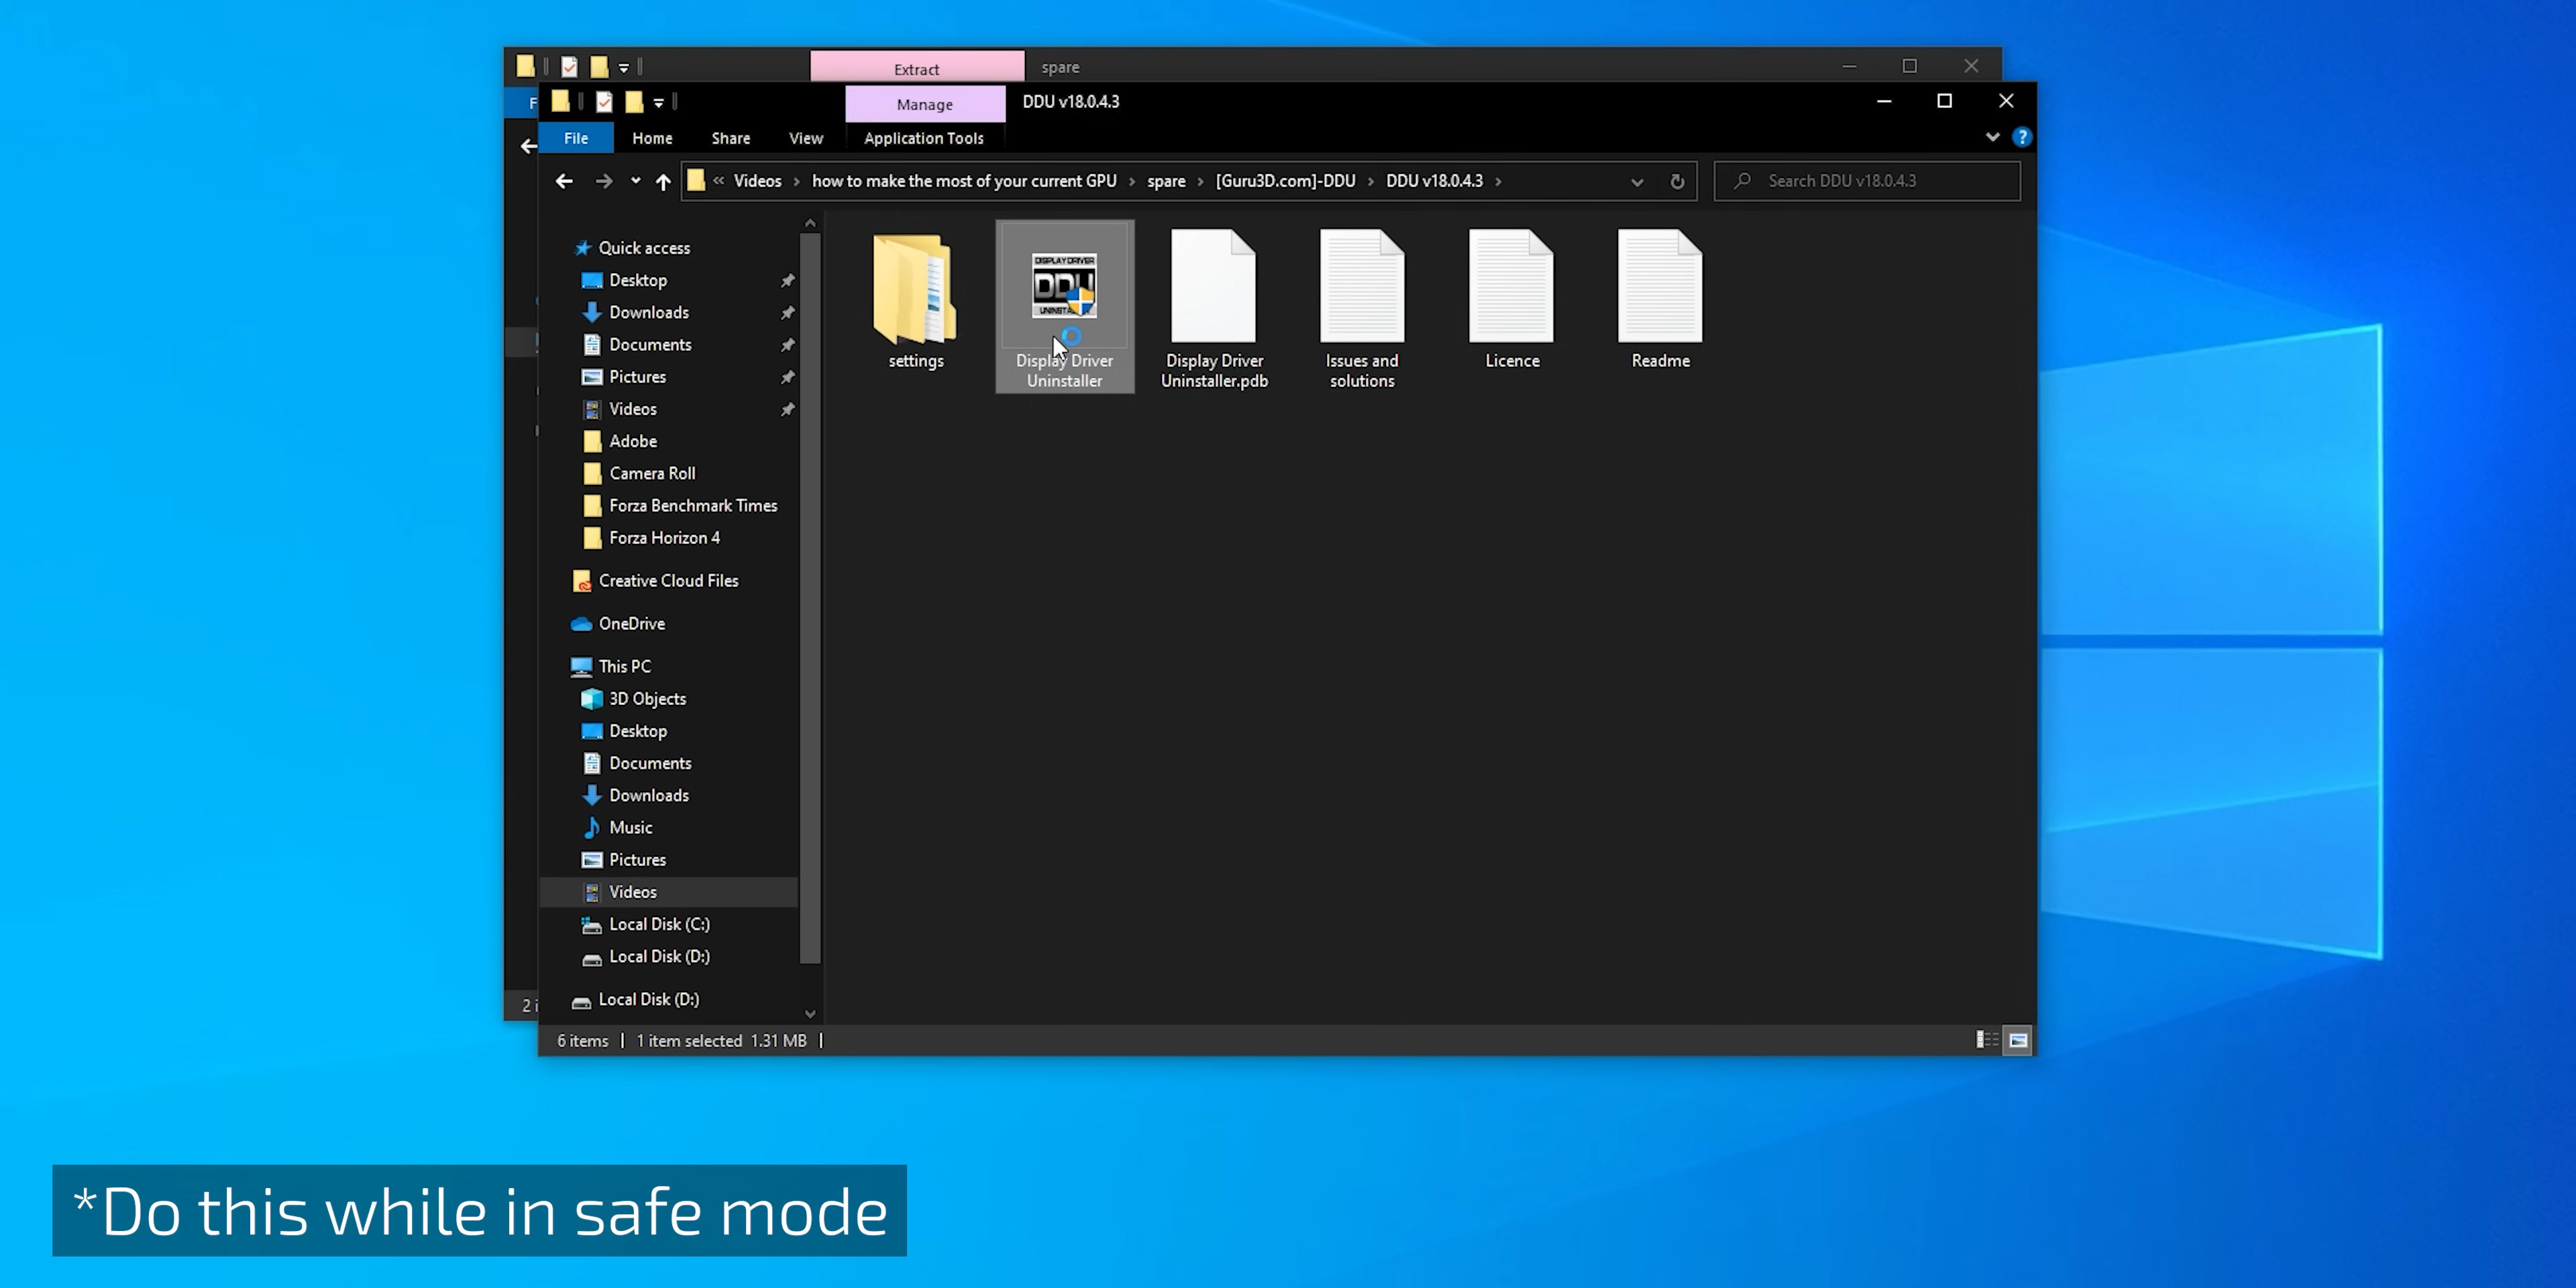 Extract
spare
Manage
DDU v18.0.4.3
File
Home
Share
View
Application Tools
« Videos › how to make the most of your current GPU › spare › [Guru3D.com]-DDU › DDU v18.0.4.3 ›
Search DDU v18.0.4.3
Quick access
Desktop
Downloads
Documents
Pictures
Videos
Adobe
Camera Roll
Forza Benchmark Times
Forza Horizon 4
Creative Cloud Files
OneDrive
This PC
3D Objects
Desktop
Documents
Downloads
Music
Pictures
Videos
Local Disk (C:)
Local Disk (D:)
Local Disk (D:)
DISPLAY DRIVER
DDU
settings
Display Driver
Uninstaller
Display Driver
Uninstaller.pdb
Issues and
solutions
Licence
Readme
2 i
6 items
1 item selected 1.31 MB
*Do this while in safe mode